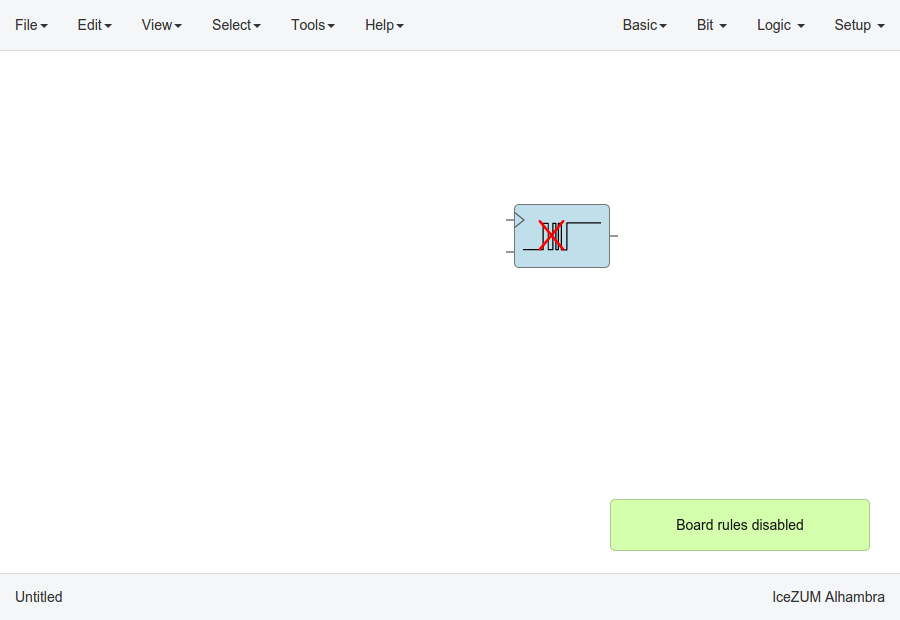 File Edit View Select Tools Help Basic Bit Logic Setup
Board rules disabled
Untitled IceZUM Alhambra